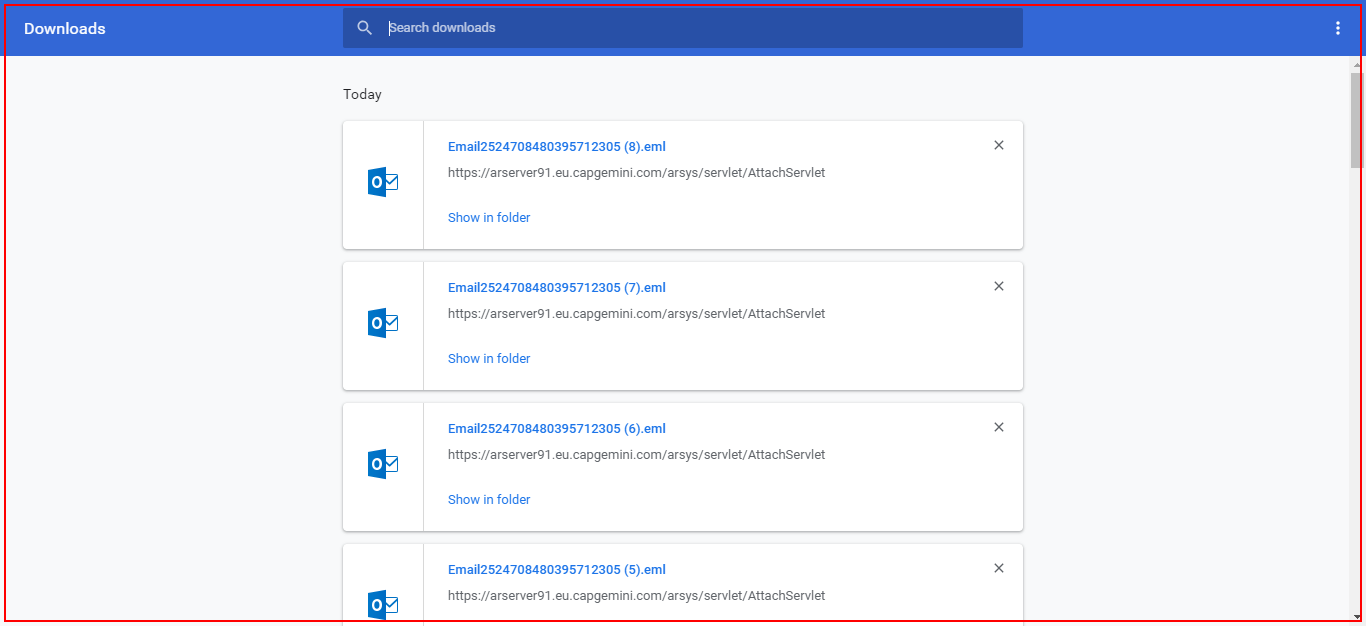 Downloads
Search downloads
Today
Email2524708480395712305 (8).eml
https://arserver91.eu.capgemini.com/arsys/servlet/AttachServlet
Show in folder
Email2524708480395712305 (7).eml
https://arserver91.eu.capgemini.com/arsys/servlet/AttachServlet
Show in folder
Email2524708480395712305 (6).eml
https://arserver91.eu.capgemini.com/arsys/servlet/AttachServlet
Show in folder
Email2524708480395712305 (5).eml
https://arserver91.eu.capgemini.com/arsys/servlet/AttachServlet